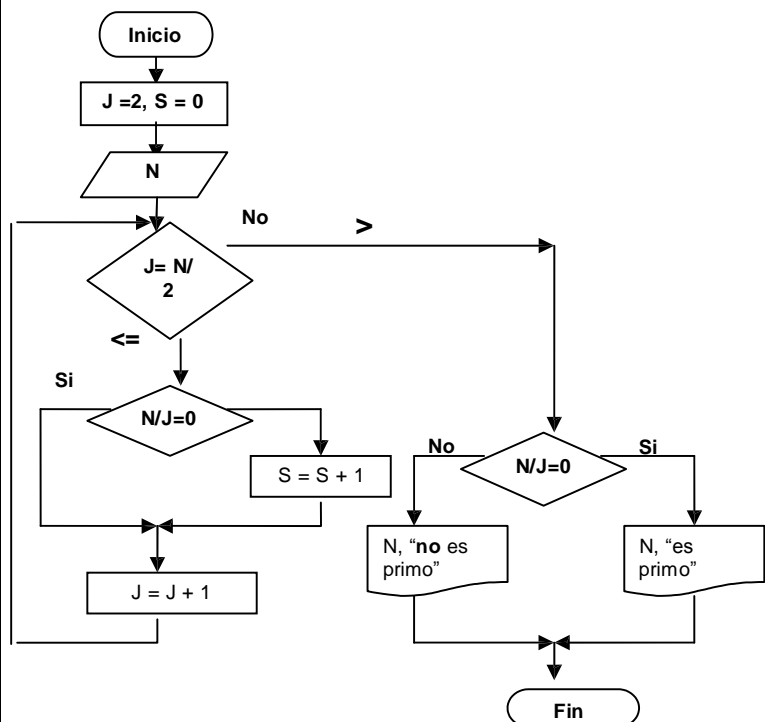 Inicio
J =2, S = 0
N
No
>
J= N/
2
<=
Si
N/J=0
S = S + 1
J = J + 1
No
N/J=0
Si
N, “no es
primo”
N, “es
primo”
Fin